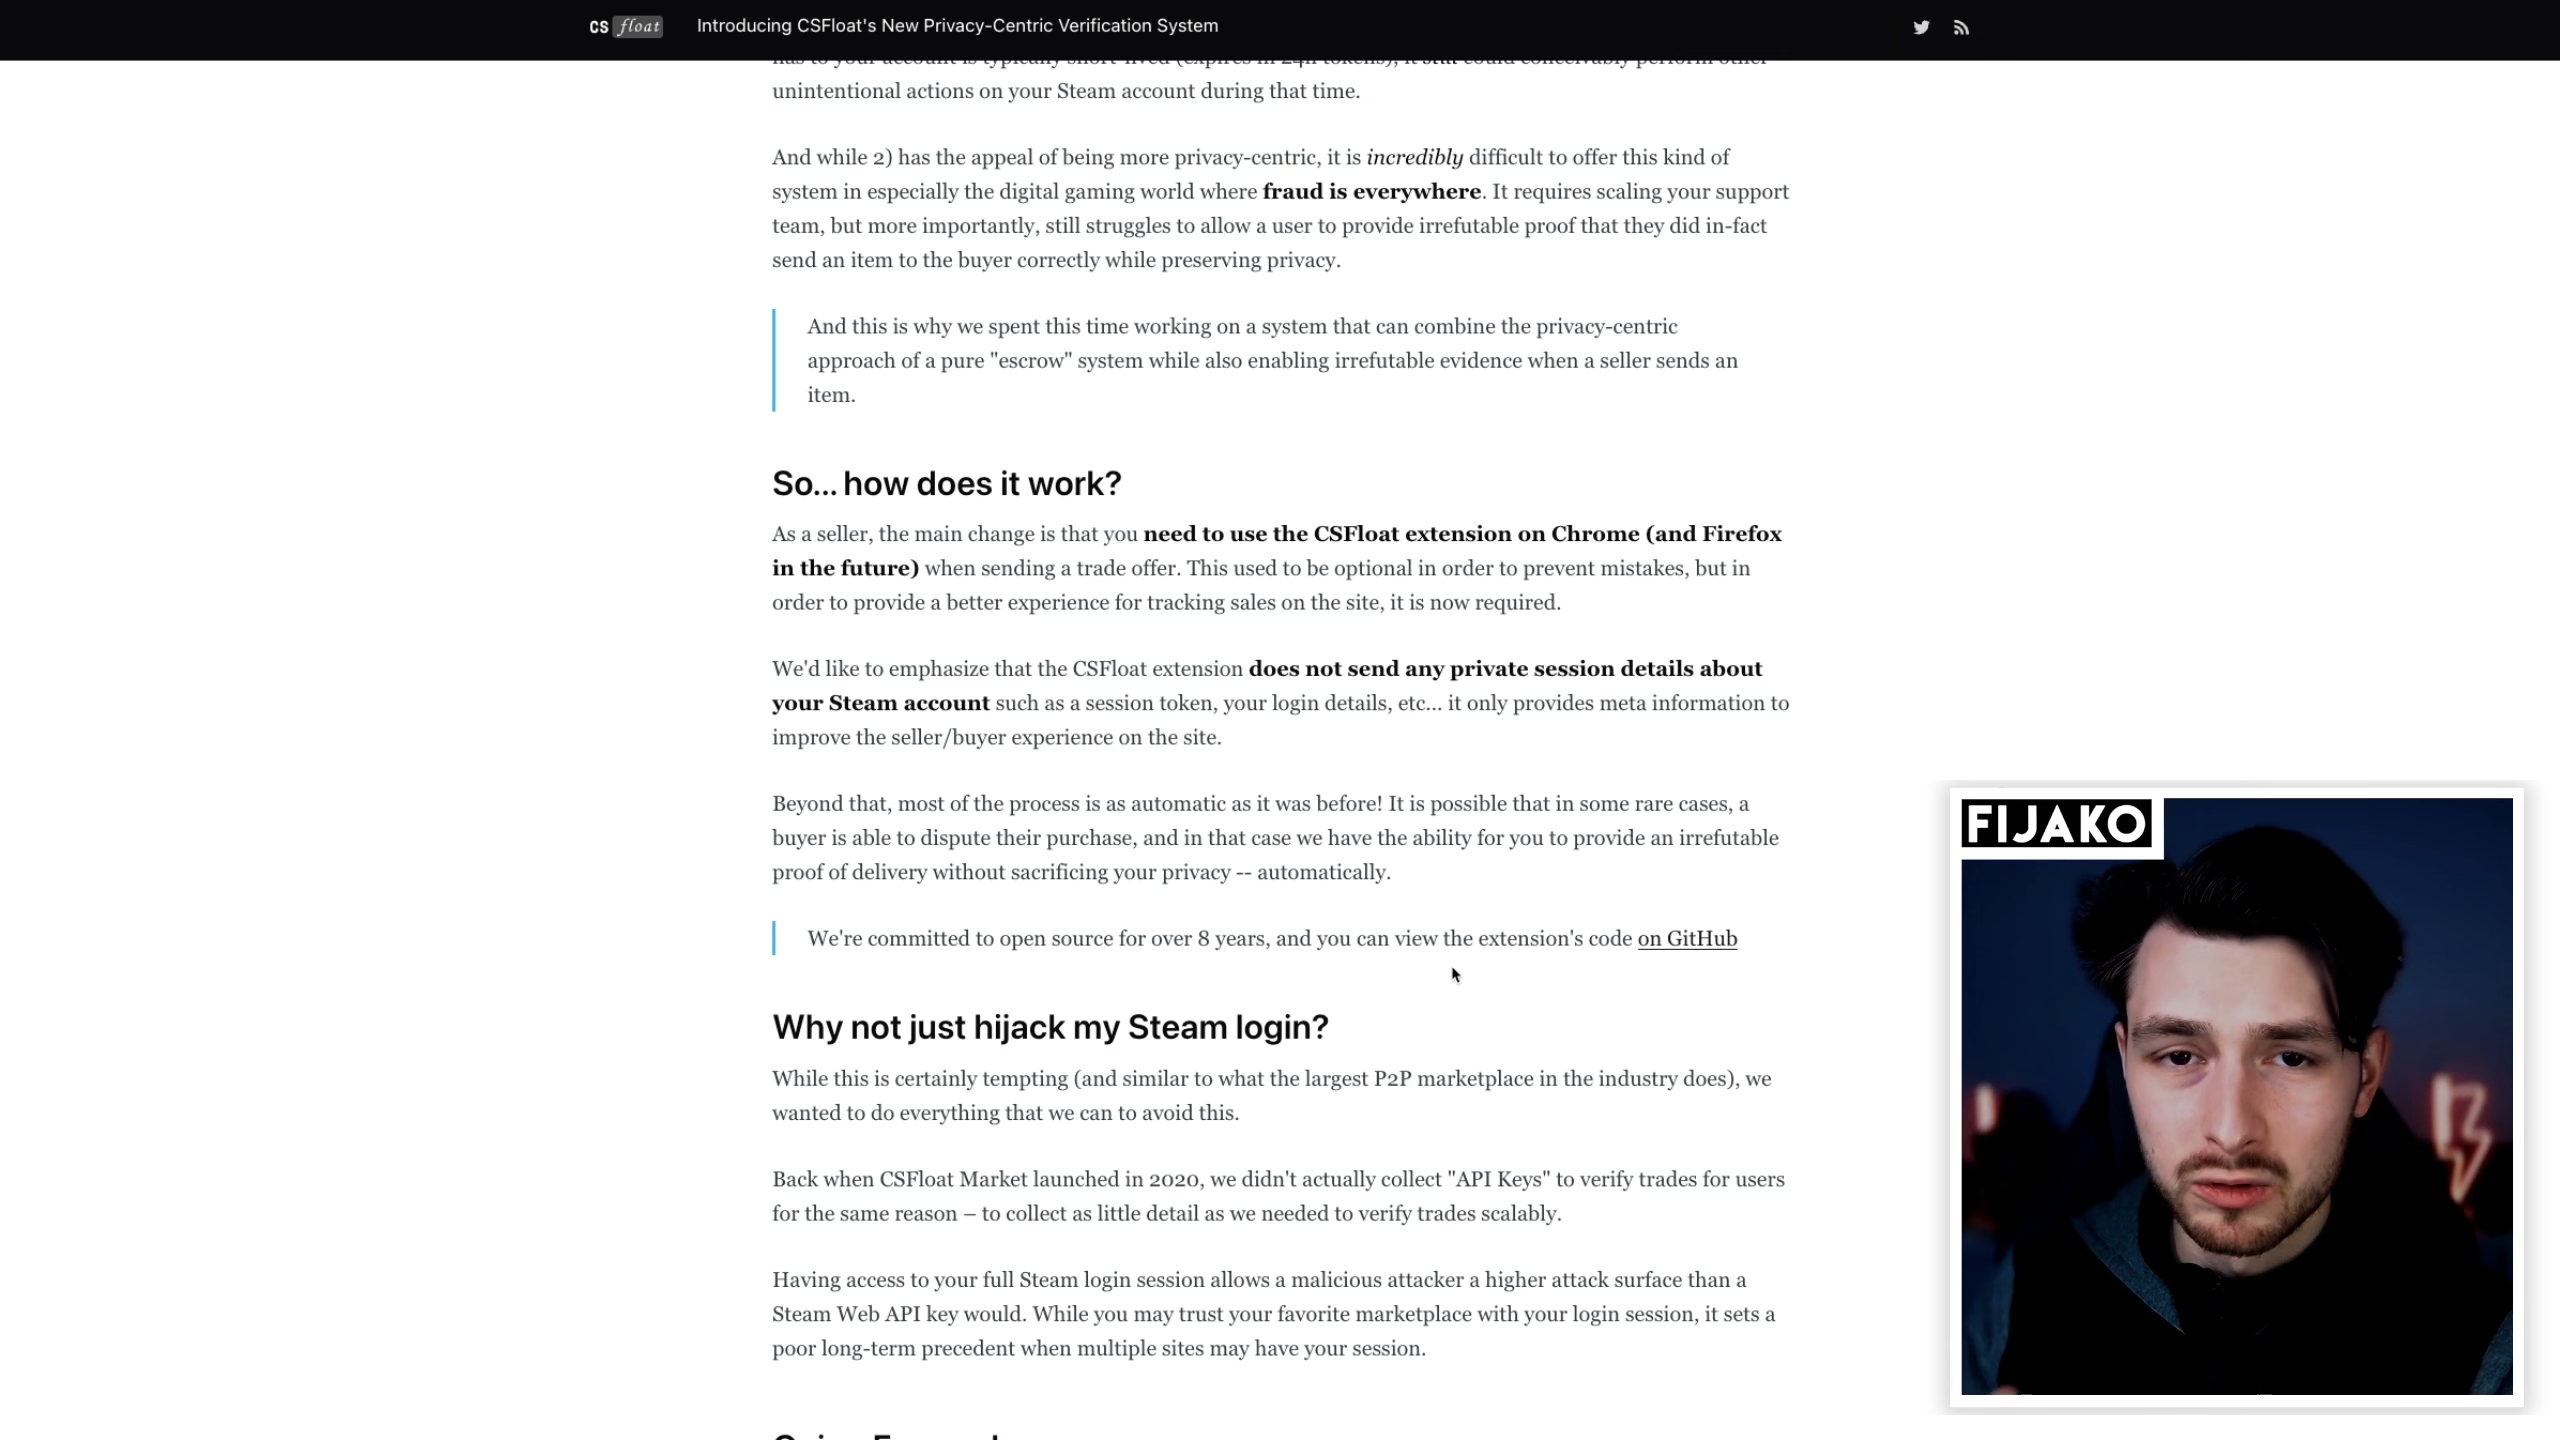 CS float
Introducing CSFloat's New Privacy-Centric Verification System
unintentional actions on your Steam account during that time.
And while 2) has the appeal of being more privacy-centric, it is incredibly difficult to offer this kind of
system in especially the digital gaming world where fraud is everywhere. It requires scaling your support
team, but more importantly, still struggles to allow a user to provide irrefutable proof that they did in-fact
send an item to the buyer correctly while preserving privacy.
And this is why we spent this time working on a system that can combine the privacy-centric
approach of a pure "escrow" system while also enabling irrefutable evidence when a seller sends an
item.
So... how does it work?
As a seller, the main change is that you need to use the CSFloat extension on Chrome (and Firefox
in the future) when sending a trade offer. This used to be optional in order to prevent mistakes, but in
order to provide a better experience for tracking sales on the site, it is now required.
We'd like to emphasize that the CSFloat extension does not send any private session details about
your Steam account such as a session token, your login details, etc... it only provides meta information to
improve the seller/buyer experience on the site.
Beyond that, most of the process is as automatic as it was before! It is possible that in some rare cases, a
buyer is able to dispute their purchase, and in that case we have the ability for you to provide an irrefutable
proof of delivery without sacrificing your privacy -- automatically.
We're committed to open source for over 8 years, and you can view the extension's code on GitHub
Why not just hijack my Steam login?
While this is certainly tempting (and similar to what the largest P2P marketplace in the industry does), we
wanted to do everything that we can to avoid this.
Back when CSFloat Market launched in 2020, we didn't actually collect "API Keys" to verify trades for users
for the same reason – to collect as little detail as we needed to verify trades scalably.
Having access to your full Steam login session allows a malicious attacker a higher attack surface than a
Steam Web API key would. While you may trust your favorite marketplace with your login session, it sets a
poor long-term precedent when multiple sites may have your session.
FIJAKO